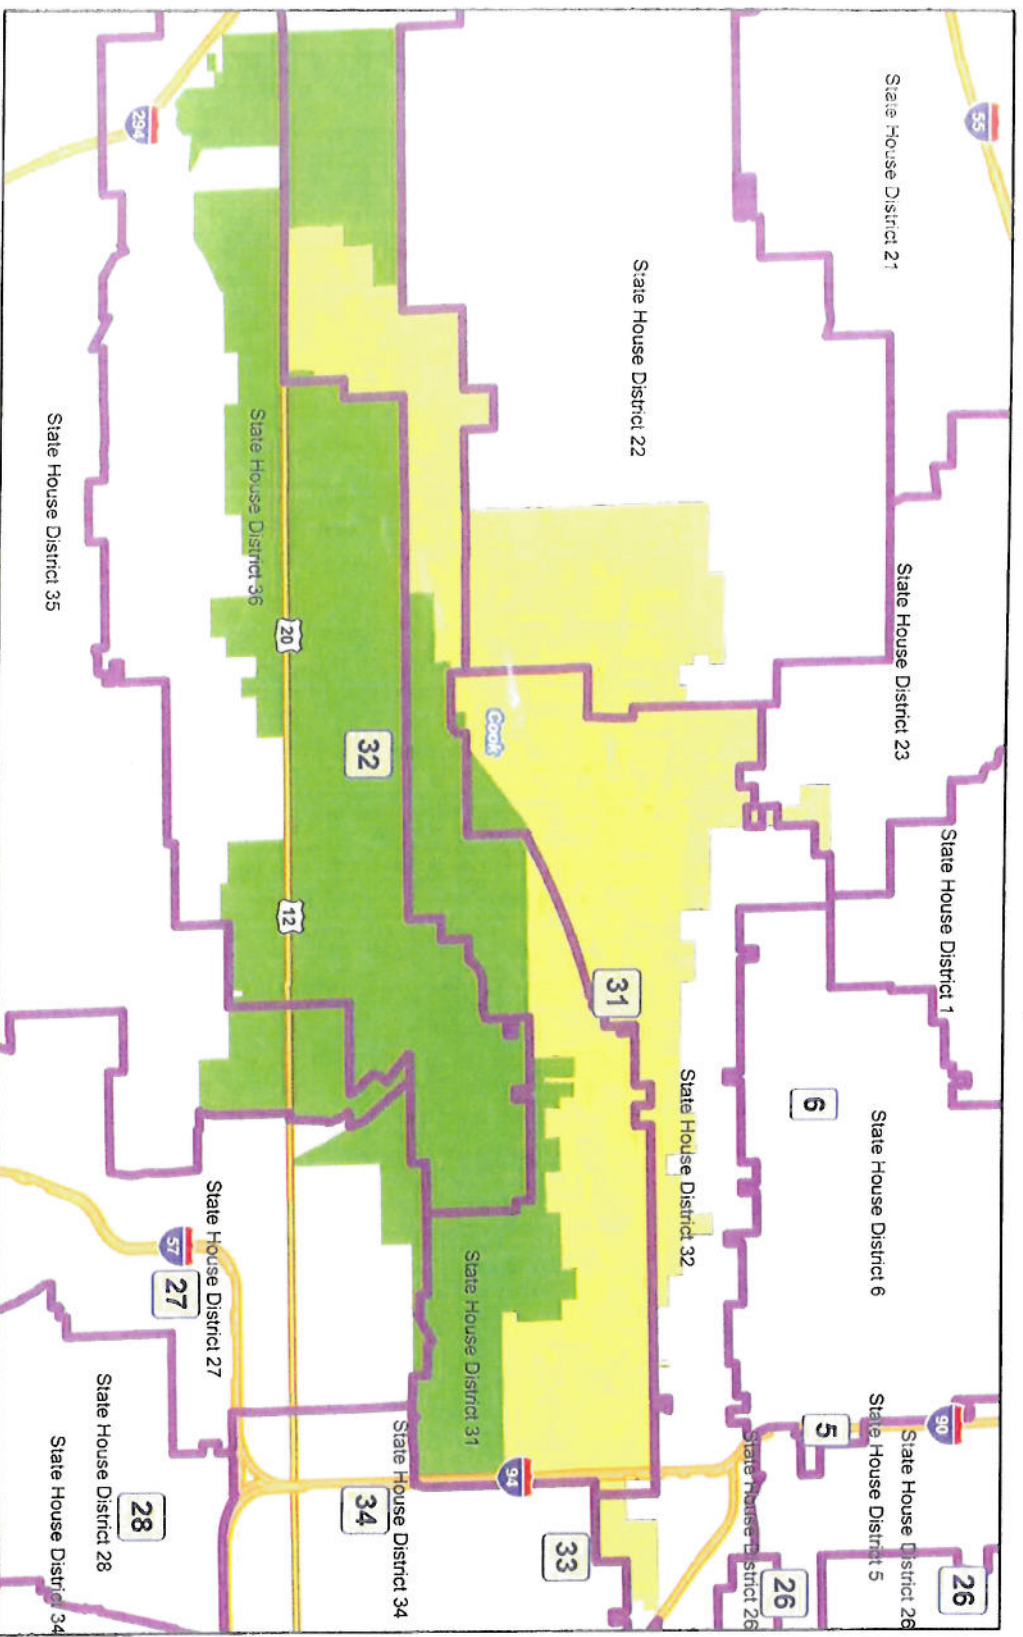 55
26
State House District 1
90
State House District 26
State House District 23
State House District 21
State House District 6
State House District 5
5
6
26
State House District 26
State House District 32
State House District 22
31
33
94
Cook
State House District 31
State House District 34
32
34
20
12
State House District 36
State House District 27
57
27
294
28
State House District 28
State House District 35
State House District 34